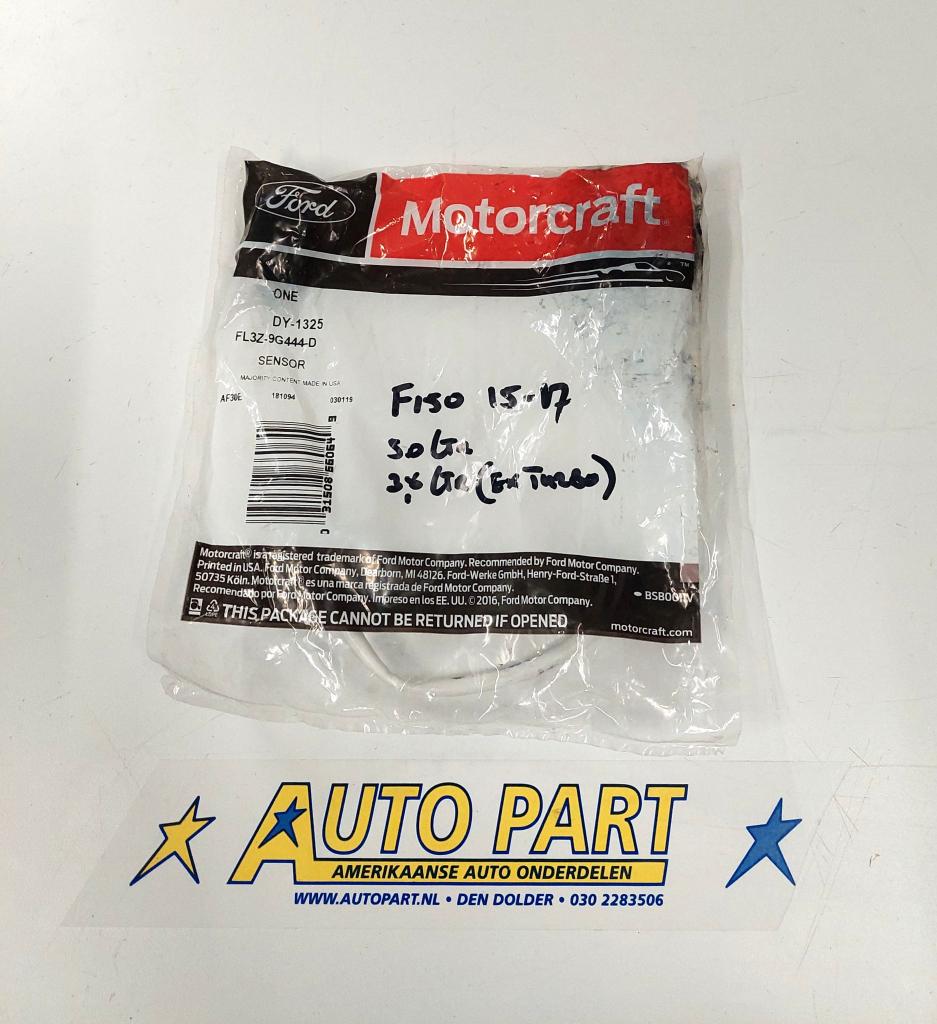 Ford Motorcraft®
™
ONE
DY-1325
FL3Z-9G444-D
SENSOR
MAJORITY CONTENT MADE IN USA
AF30E 181094 030119
0 31508 66064 9
F150 15-17
Ltr
Ltr (Turbo)
Motorcraft® is a registered trademark of Ford Motor Company. Recommended by Ford Motor Company.
Printed in USA. Ford Motor Company, Dearborn, MI 48126. Ford-Werke GmbH, Henry-Ford-Straße 1,
50735 Köln. Motorcraft® es una marca registrada de Ford Motor Company.
Recomendado por Ford Motor Company. Impreso en los EE. UU. © 2016, Ford Motor Company.
THIS PACKAGE CANNOT BE RETURNED IF OPENED
motorcraft.com
AUTO PART
AMERIKAANSE AUTO ONDERDELEN
WWW.AUTOPART.NL • DEN DOLDER • 030 2283506